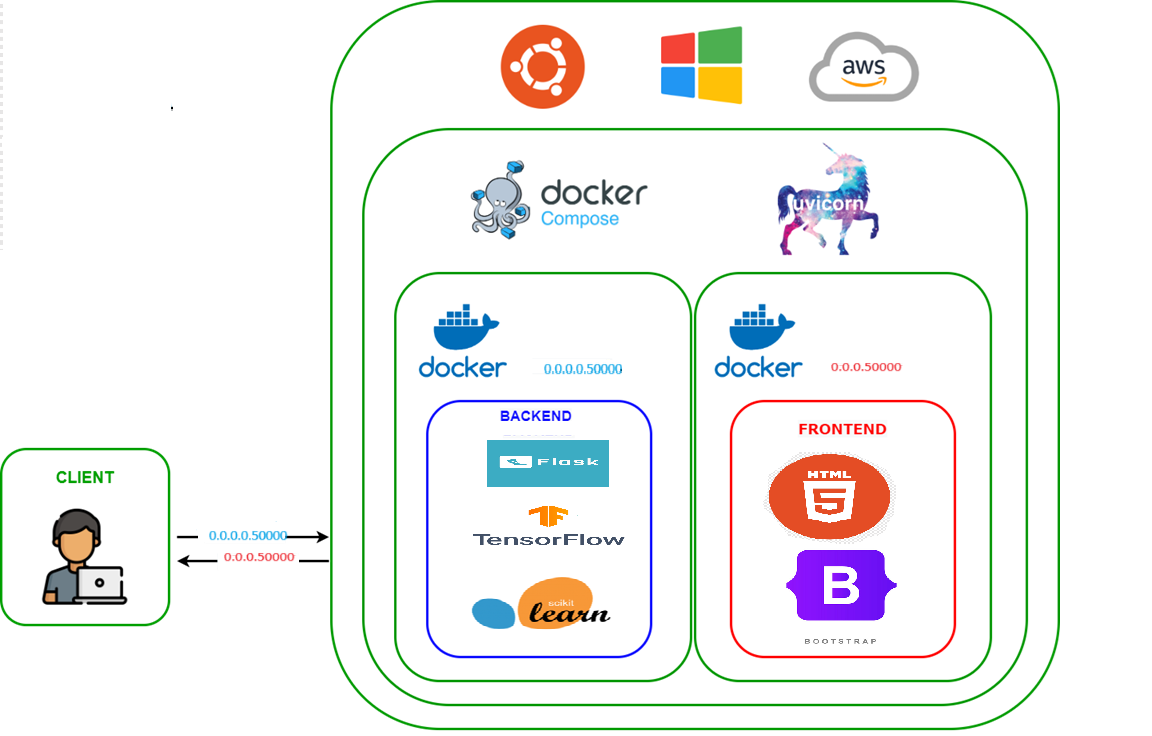 aws
docker
Compose
uvicorn
docker
0.0.0.0.50000
docker
0.0.0.50000
BACKEND
Flask
TensorFlow
scikit
learn
FRONTEND
HTML
5
B
BOOTSTRAP
CLIENT
0.0.0.0.50000
0.0.0.50000